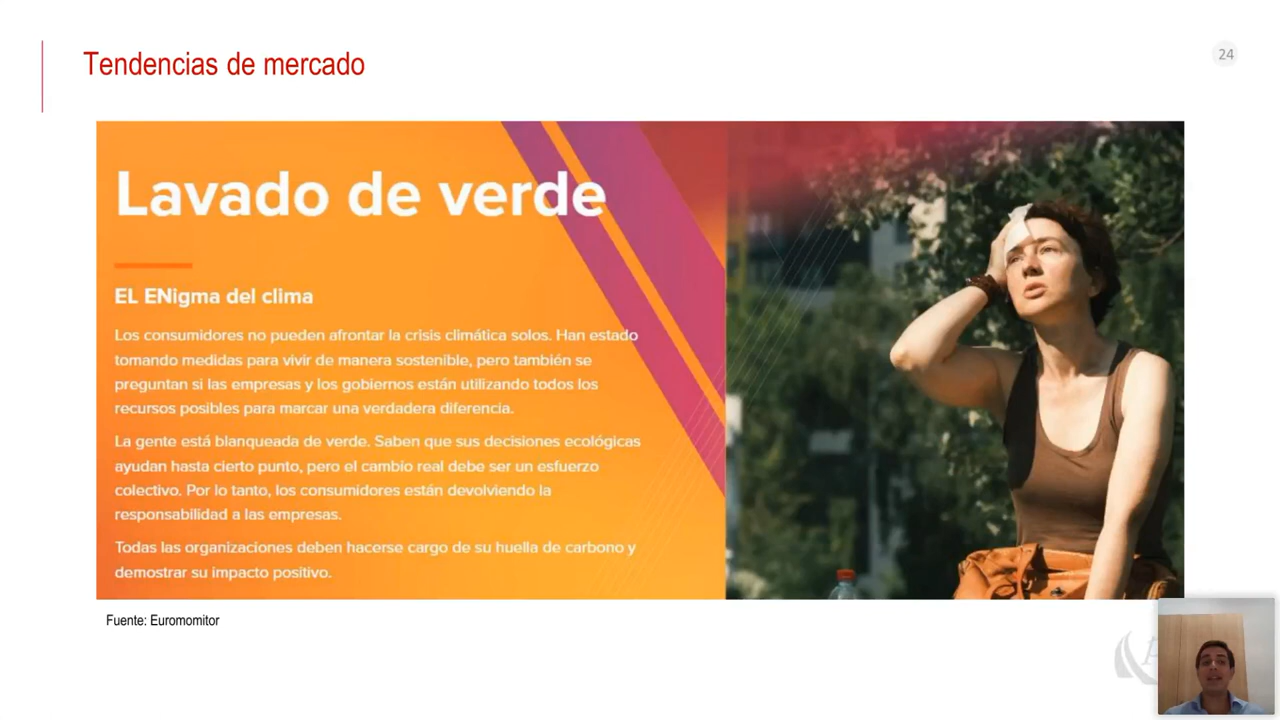 Tendencias de mercado
24
Lavado de verde
EL ENigma del clima
Los consumidores no pueden afrontar la crisis climática solos. Han estado
tomando medidas para vivir de manera sostenible, pero también se
preguntan si las empresas y los gobiernos están utilizando todos los
recursos posibles para marcar una verdadera diferencia.
La gente está blanqueada de verde. Saben que sus decisiones ecológicas
ayudan hasta cierto punto, pero el cambio real debe ser un esfuerzo
colectivo. Por lo tanto, los consumidores están devolviendo la
responsabilidad a las empresas.
Todas las organizaciones deben hacerse cargo de su huella de carbono y
demostrar su impacto positivo.
Fuente: Euromomitor